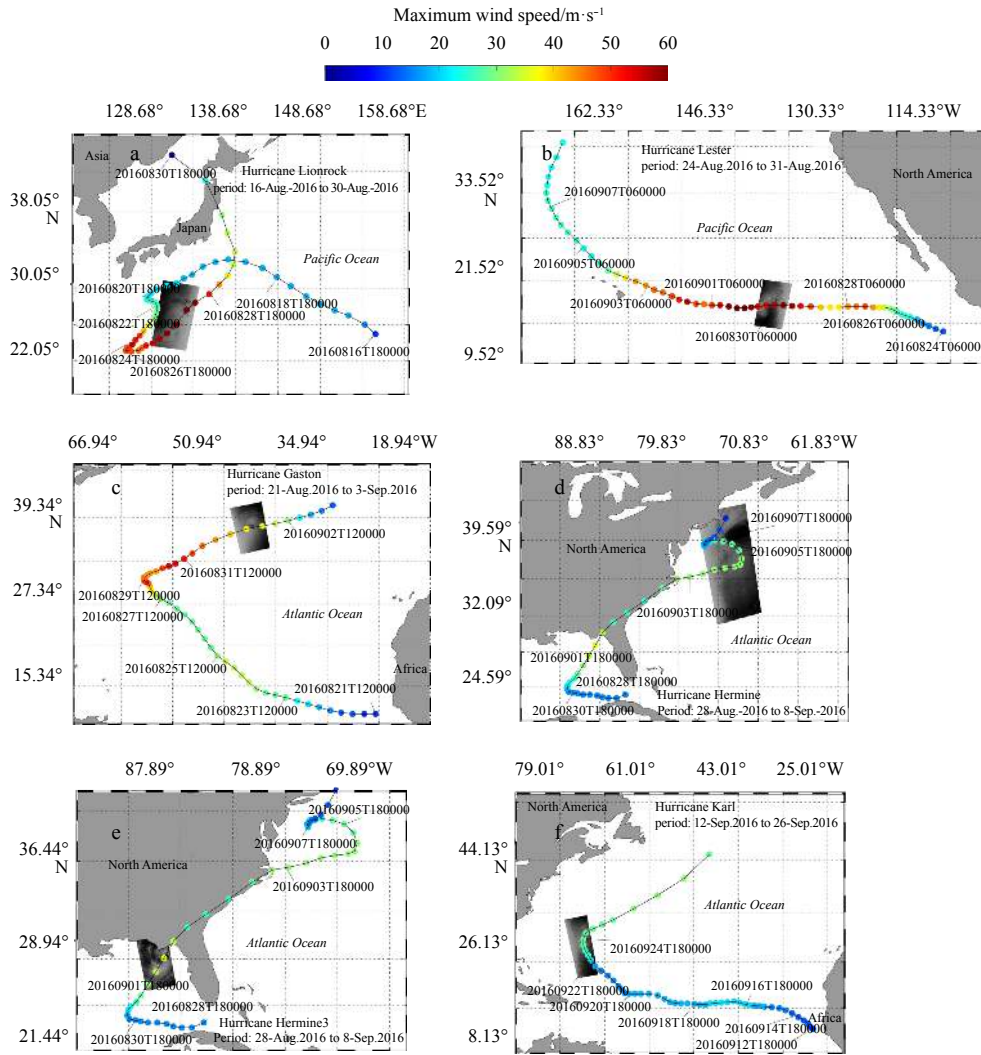 Maximum wind speed/m·s⁻¹
0 10 20 30 40 50 60
128.68° 138.68° 148.68° 158.68°E
38.05°
N
30.05°
22.05°
Asia
a
20160830T180000
Hurricane Lionrock
period: 16-Aug.-2016 to 30-Aug-2016
Japan
Pacific Ocean
20160820T180000
20160818T180000
20160822T180000
20160828T180000
20160816T180000
20160824T180000
20160826T180000
162.33° 146.33° 130.33° 114.33°W
33.52°
N
21.52°
9.52°
b
Hurricane Lester
period: 24-Aug.2016 to 31-Aug.2016
North America
20160907T060000
Pacific Ocean
20160905T060000
20160901T060000
20160828T060000
20160903T060000
20160826T060000
20160830T060000
20160824T06000
66.94° 50.94° 34.94° 18.94°W
39.34°
N
27.34°
15.34°
c
Hurricane Gaston
period: 21-Aug.2016 to 3-Sep.2016
20160902T120000
20160831T120000
20160829T120000
20160827T120000
Atlantic Ocean
20160825T120000
Africa
20160821T120000
20160823T120000
88.83° 79.83° 70.83° 61.83°W
39.59°
N
32.09°
24.59°
d
20160907T180000
North America
20160905T180000
20160903T180000
Atlantic Ocean
20160901T180000
20160828T180000
Hurricane Hermine
20160830T180000
Period: 28-Aug.-2016 to 8-Sep.-2016
87.89° 78.89° 69.89°W
36.44°
N
28.94°
21.44°
e
20160905T180000
20160907T180000
North America
20160903T180000
Atlantic Ocean
20160901T180000
20160828T180000
Hurricane Hermine3
20160830T180000
Period: 28-Aug.2016 to 8-Sep.2016
79.01° 61.01° 43.01° 25.01°W
44.13°
N
26.13°
8.13°
North America
Hurricane Karl
f
period: 12-Sep.2016 to 26-Sep.2016
Atlantic Ocean
20160924T180000
20160922T180000
20160916T180000
20160920T180000
20160918T180000
Africa
20160914T180000
20160912T180000